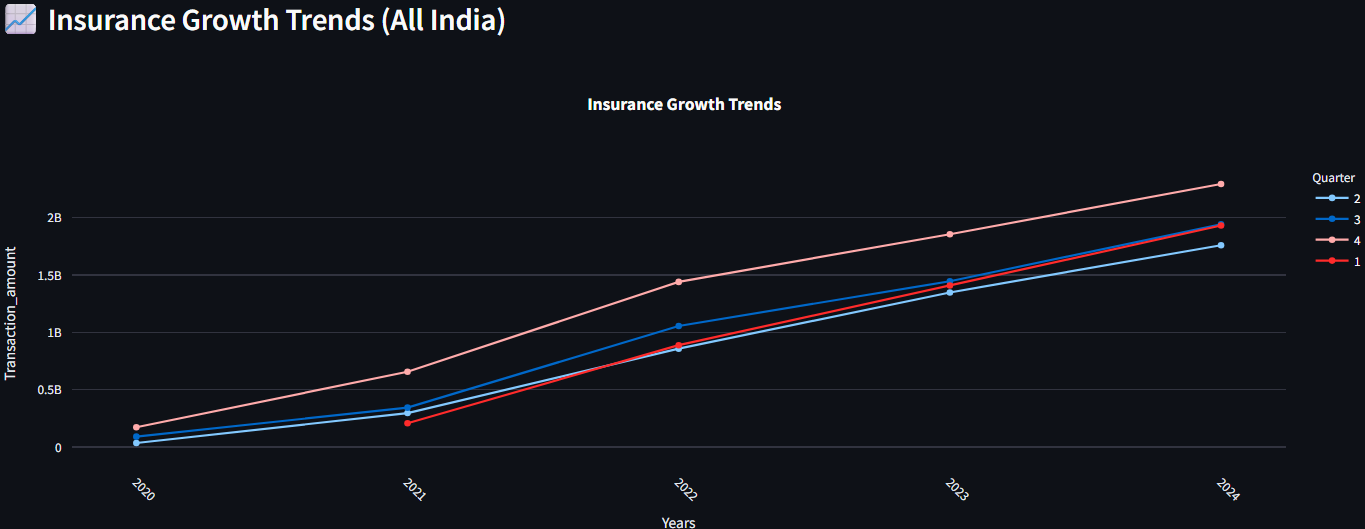 Insurance Growth Trends (All India)
Insurance Growth Trends
Quarter
2
3
4
1
2B
1.5B
1B
0.5B
0
Transaction_amount
2020
2021
2022
2023
2024
Years